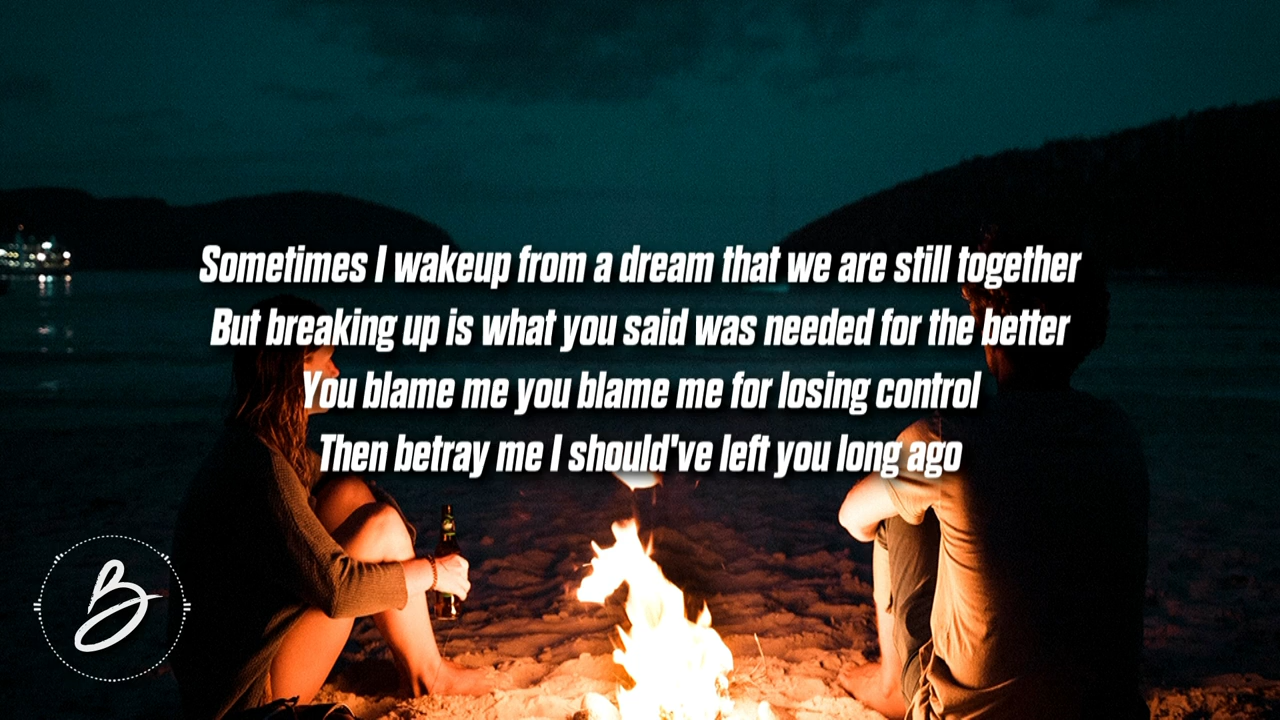 Sometimes I wakeup from a dream that we are still together
But breaking up is what you said was needed for the better
You blame me you blame me for losing control
Then betray me I should've left you long ago
B